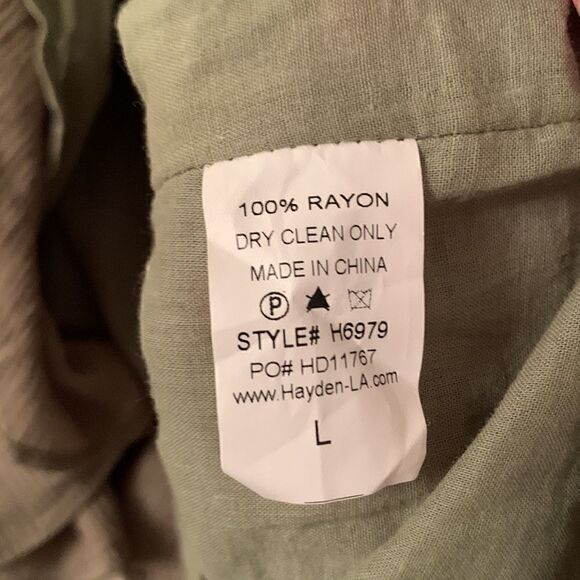 100% RAYON
DRY CLEAN ONLY
MADE IN CHINA
P
STYLE# H6979
PO# HD11767
www.Hayden-LA.com
L